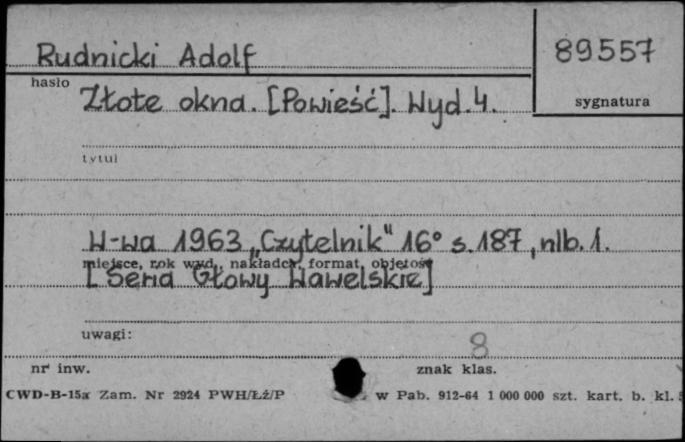 Rudnicki Adolf
89557
hasło
Złote okna. [Powieść]. Wyd. 4.
sygnatura
tytuł
W-wa 1963 „Czytelnik" 16° s. 187, nlb. 1.
miejsce, rok wyd., nakładca, format, objętość
[Seria Głowy Wawelskie]
uwagi:
8
nr inw.
znak klas.
CWD-B-15a Zam. Nr 2924 PWH/Łź/P
w Pab. 912-64 1 000 000 szt. kart. b. kl.